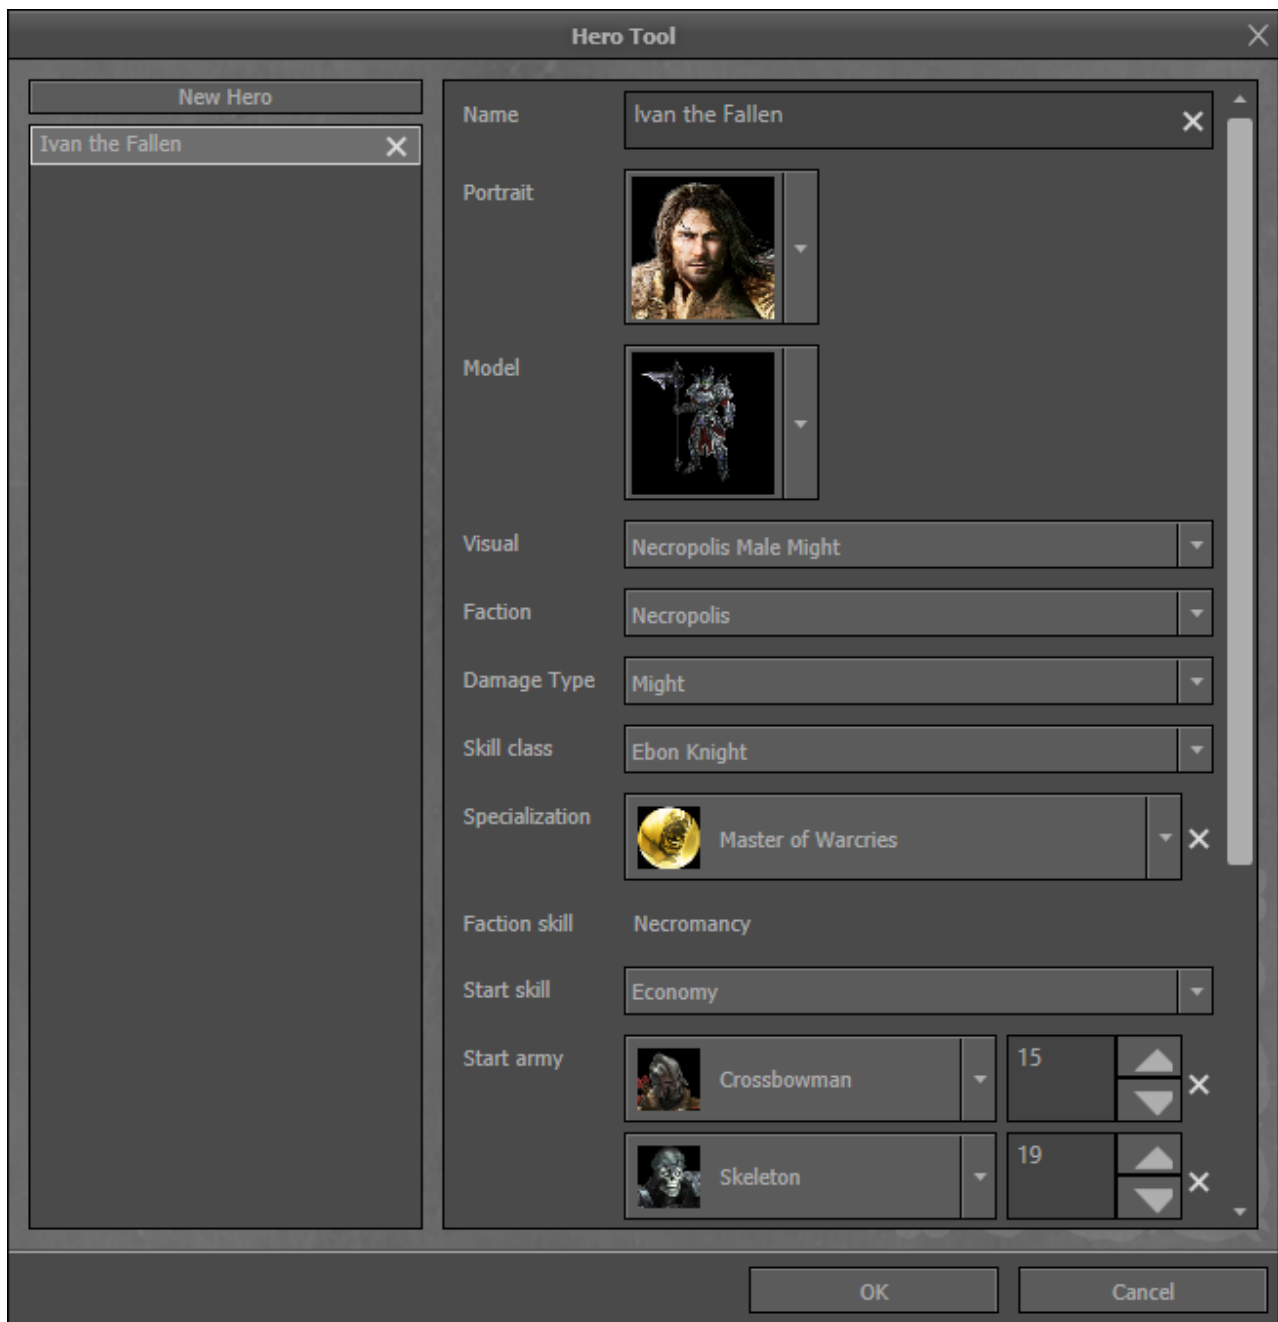 Hero Tool
New Hero
Ivan the Fallen
Name
Ivan the Fallen
Portrait
Model
Visual
Necropolis Male Might
Faction
Necropolis
Damage Type
Might
Skill class
Ebon Knight
Specialization
Master of Warcries
Faction skill
Necromancy
Start skill
Economy
Start army
Crossbowman
15
Skeleton
19
OK
Cancel